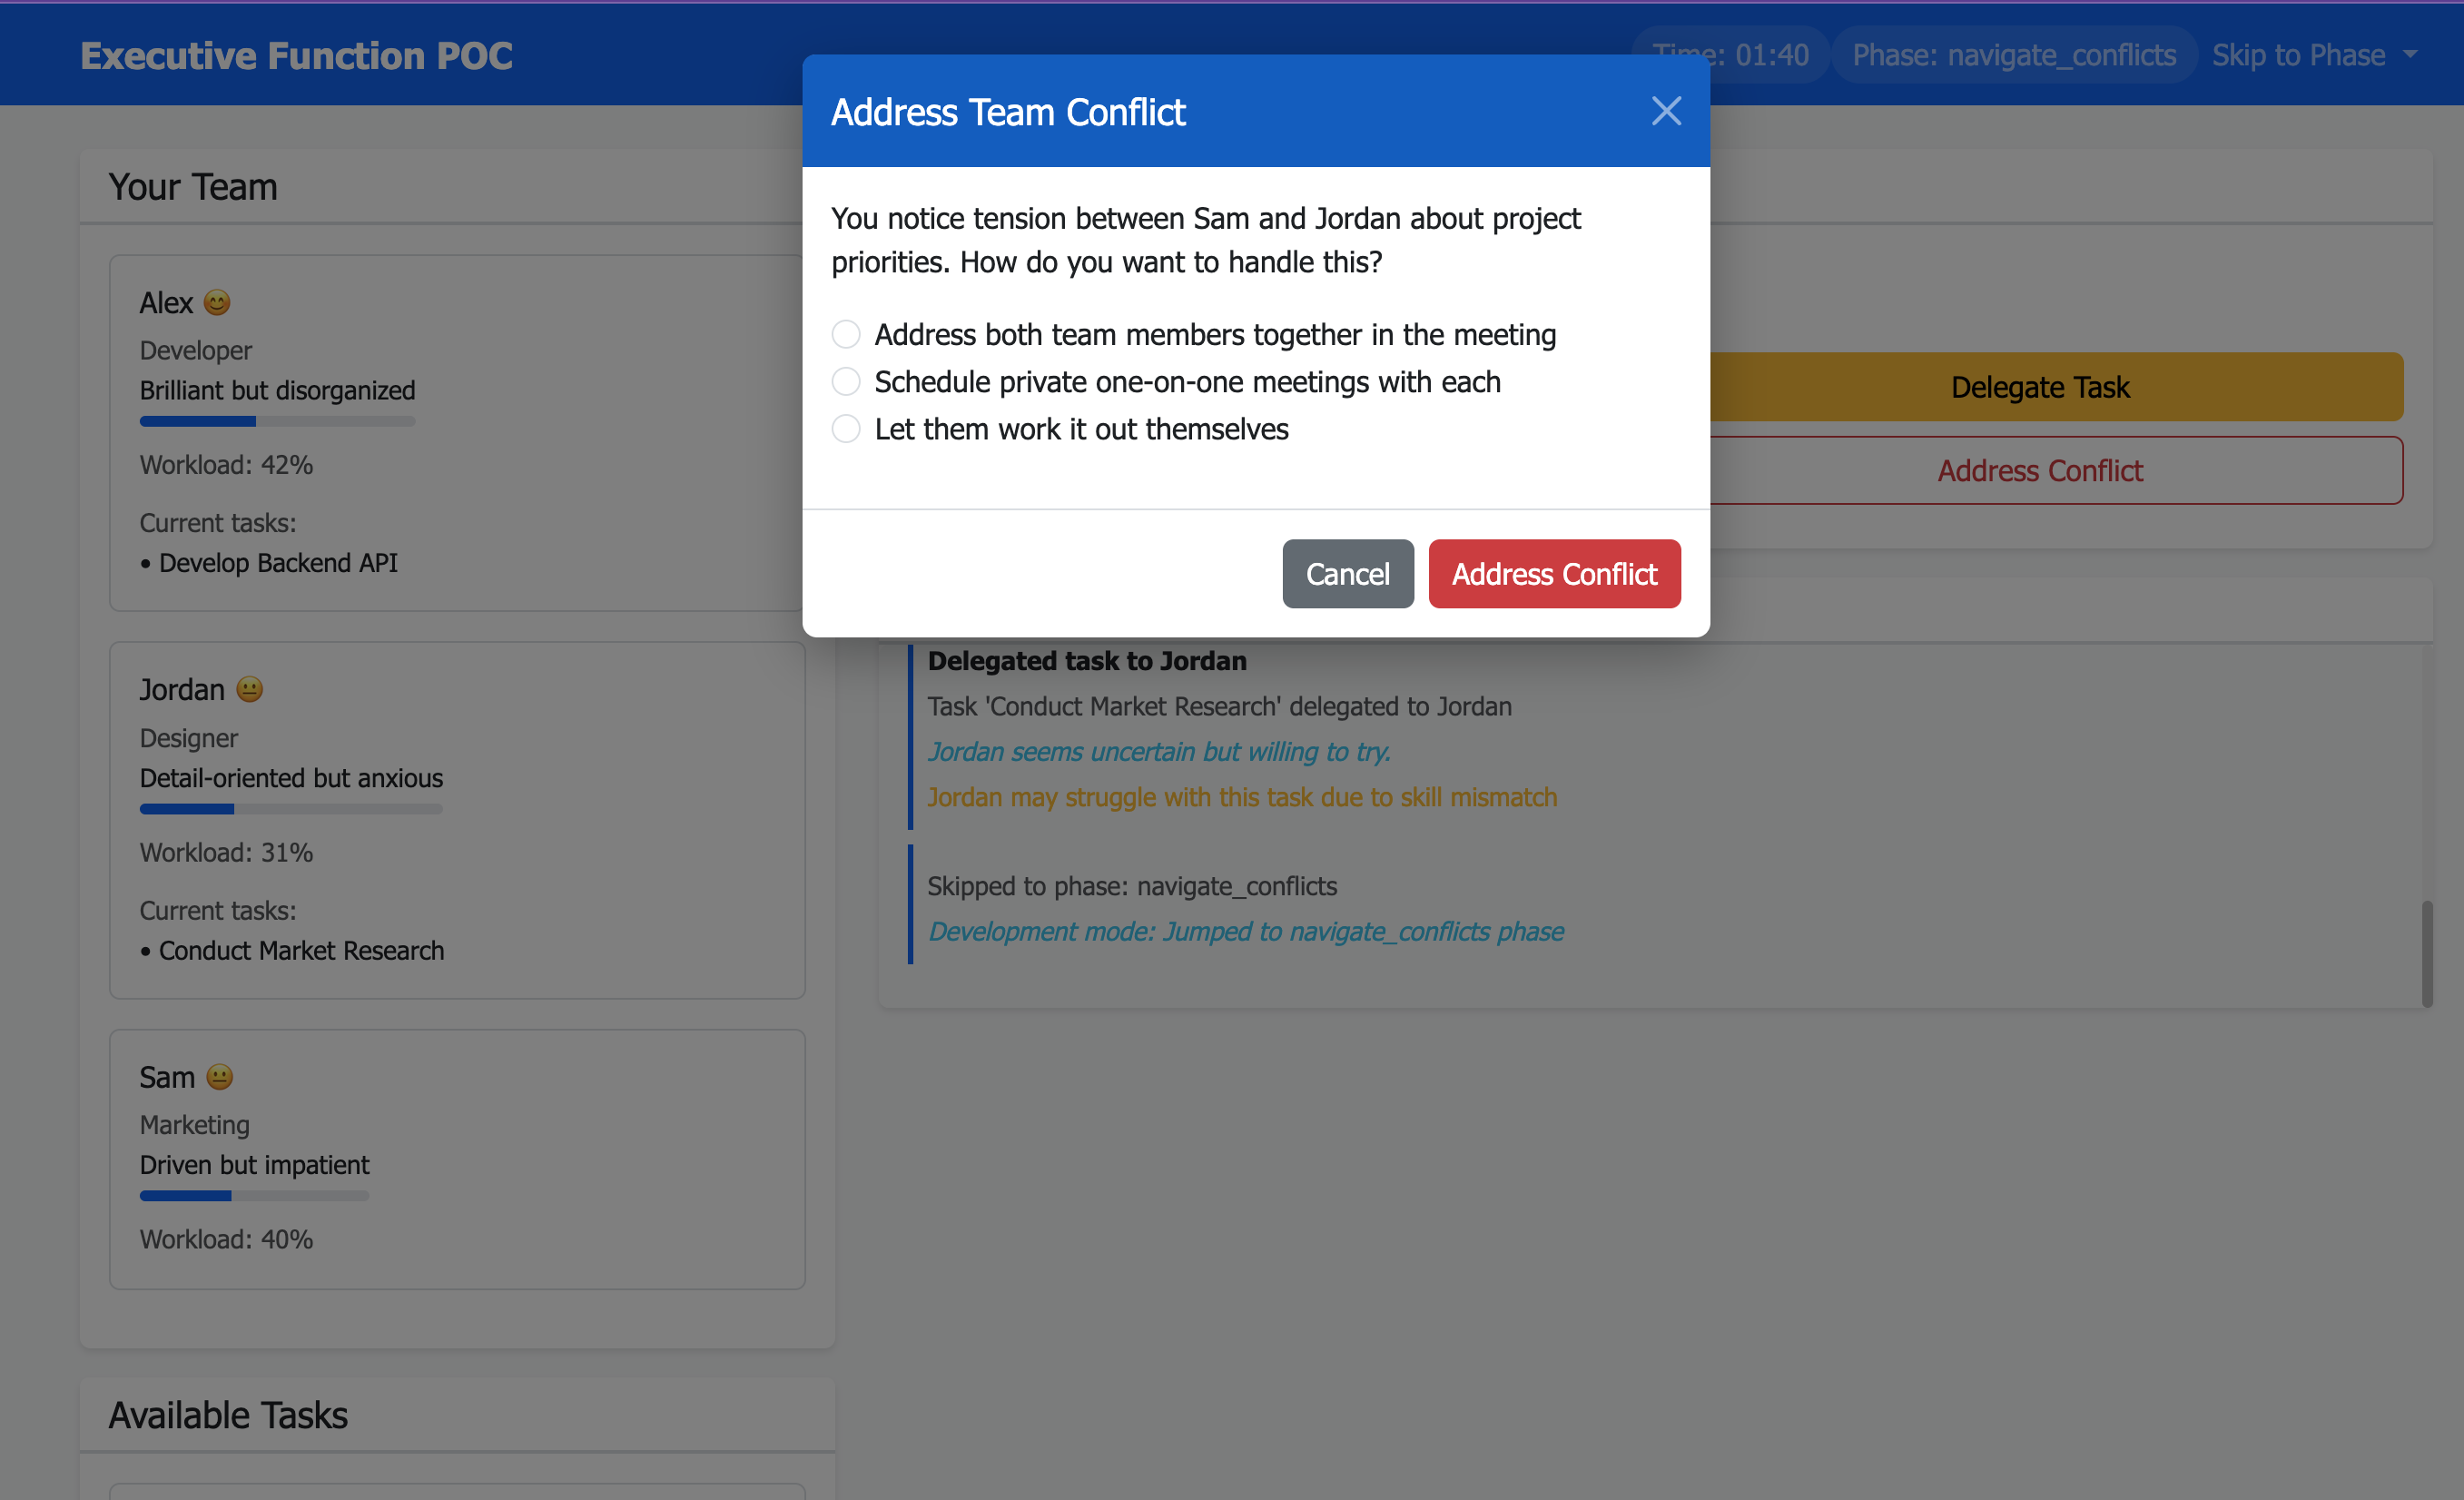 Executive Function POC
Time: 01:40
Phase: navigate_conflicts
Skip to Phase
Address Team Conflict
You notice tension between Sam and Jordan about project
priorities. How do you want to handle this?
Address both team members together in the meeting
Schedule private one-on-one meetings with each
Let them work it out themselves
Cancel
Address Conflict
Your Team
Alex 😊
Developer
Brilliant but disorganized
Workload: 42%
Current tasks:
• Develop Backend API
Jordan 😐
Designer
Detail-oriented but anxious
Workload: 31%
Current tasks:
• Conduct Market Research
Sam 😐
Marketing
Driven but impatient
Workload: 40%
Available Tasks
Delegate Task
Address Conflict
Delegated task to Jordan
Task 'Conduct Market Research' delegated to Jordan
Jordan seems uncertain but willing to try.
Jordan may struggle with this task due to skill mismatch
Skipped to phase: navigate_conflicts
Development mode: Jumped to navigate_conflicts phase